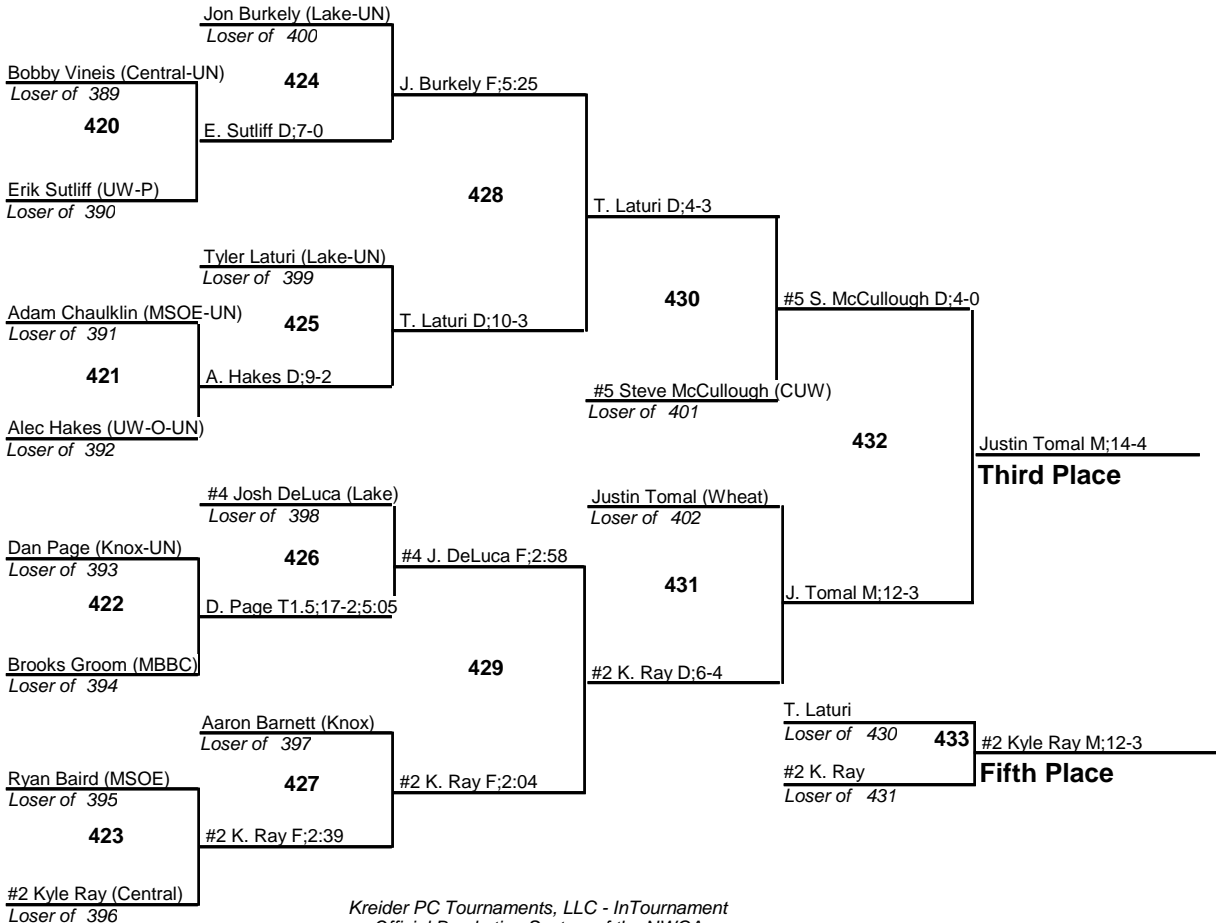 Jon Burkely (Lake-UN)
Loser of 400
Bobby Vineis (Central-UN)
Loser of 389
424
J. Burkely F;5:25
420
E. Sutliff D;7-0
Erik Sutliff (UW-P)
Loser of 390
428
T. Laturi D;4-3
Tyler Laturi (Lake-UN)
Loser of 399
Adam Chaulklin (MSOE-UN)
Loser of 391
425
T. Laturi D;10-3
430
#5 S. McCullough D;4-0
421
A. Hakes D;9-2
#5 Steve McCullough (CUW)
Loser of 401
Alec Hakes (UW-O-UN)
Loser of 392
432
Justin Tomal M;14-4
Third Place
#4 Josh DeLuca (Lake)
Loser of 398
Justin Tomal (Wheat)
Loser of 402
Dan Page (Knox-UN)
Loser of 393
426
#4 J. DeLuca F;2:58
431
J. Tomal M;12-3
422
D. Page T1.5;17-2;5:05
Brooks Groom (MBBC)
Loser of 394
429
#2 K. Ray D;6-4
Aaron Barnett (Knox)
Loser of 397
T. Laturi
Loser of 430
433
#2 Kyle Ray M;12-3
Fifth Place
#2 K. Ray
Loser of 431
Ryan Baird (MSOE)
Loser of 395
427
#2 K. Ray F;2:04
423
#2 K. Ray F;2:39
#2 Kyle Ray (Central)
Loser of 396
Kreider PC Tournaments, LLC - InTournament